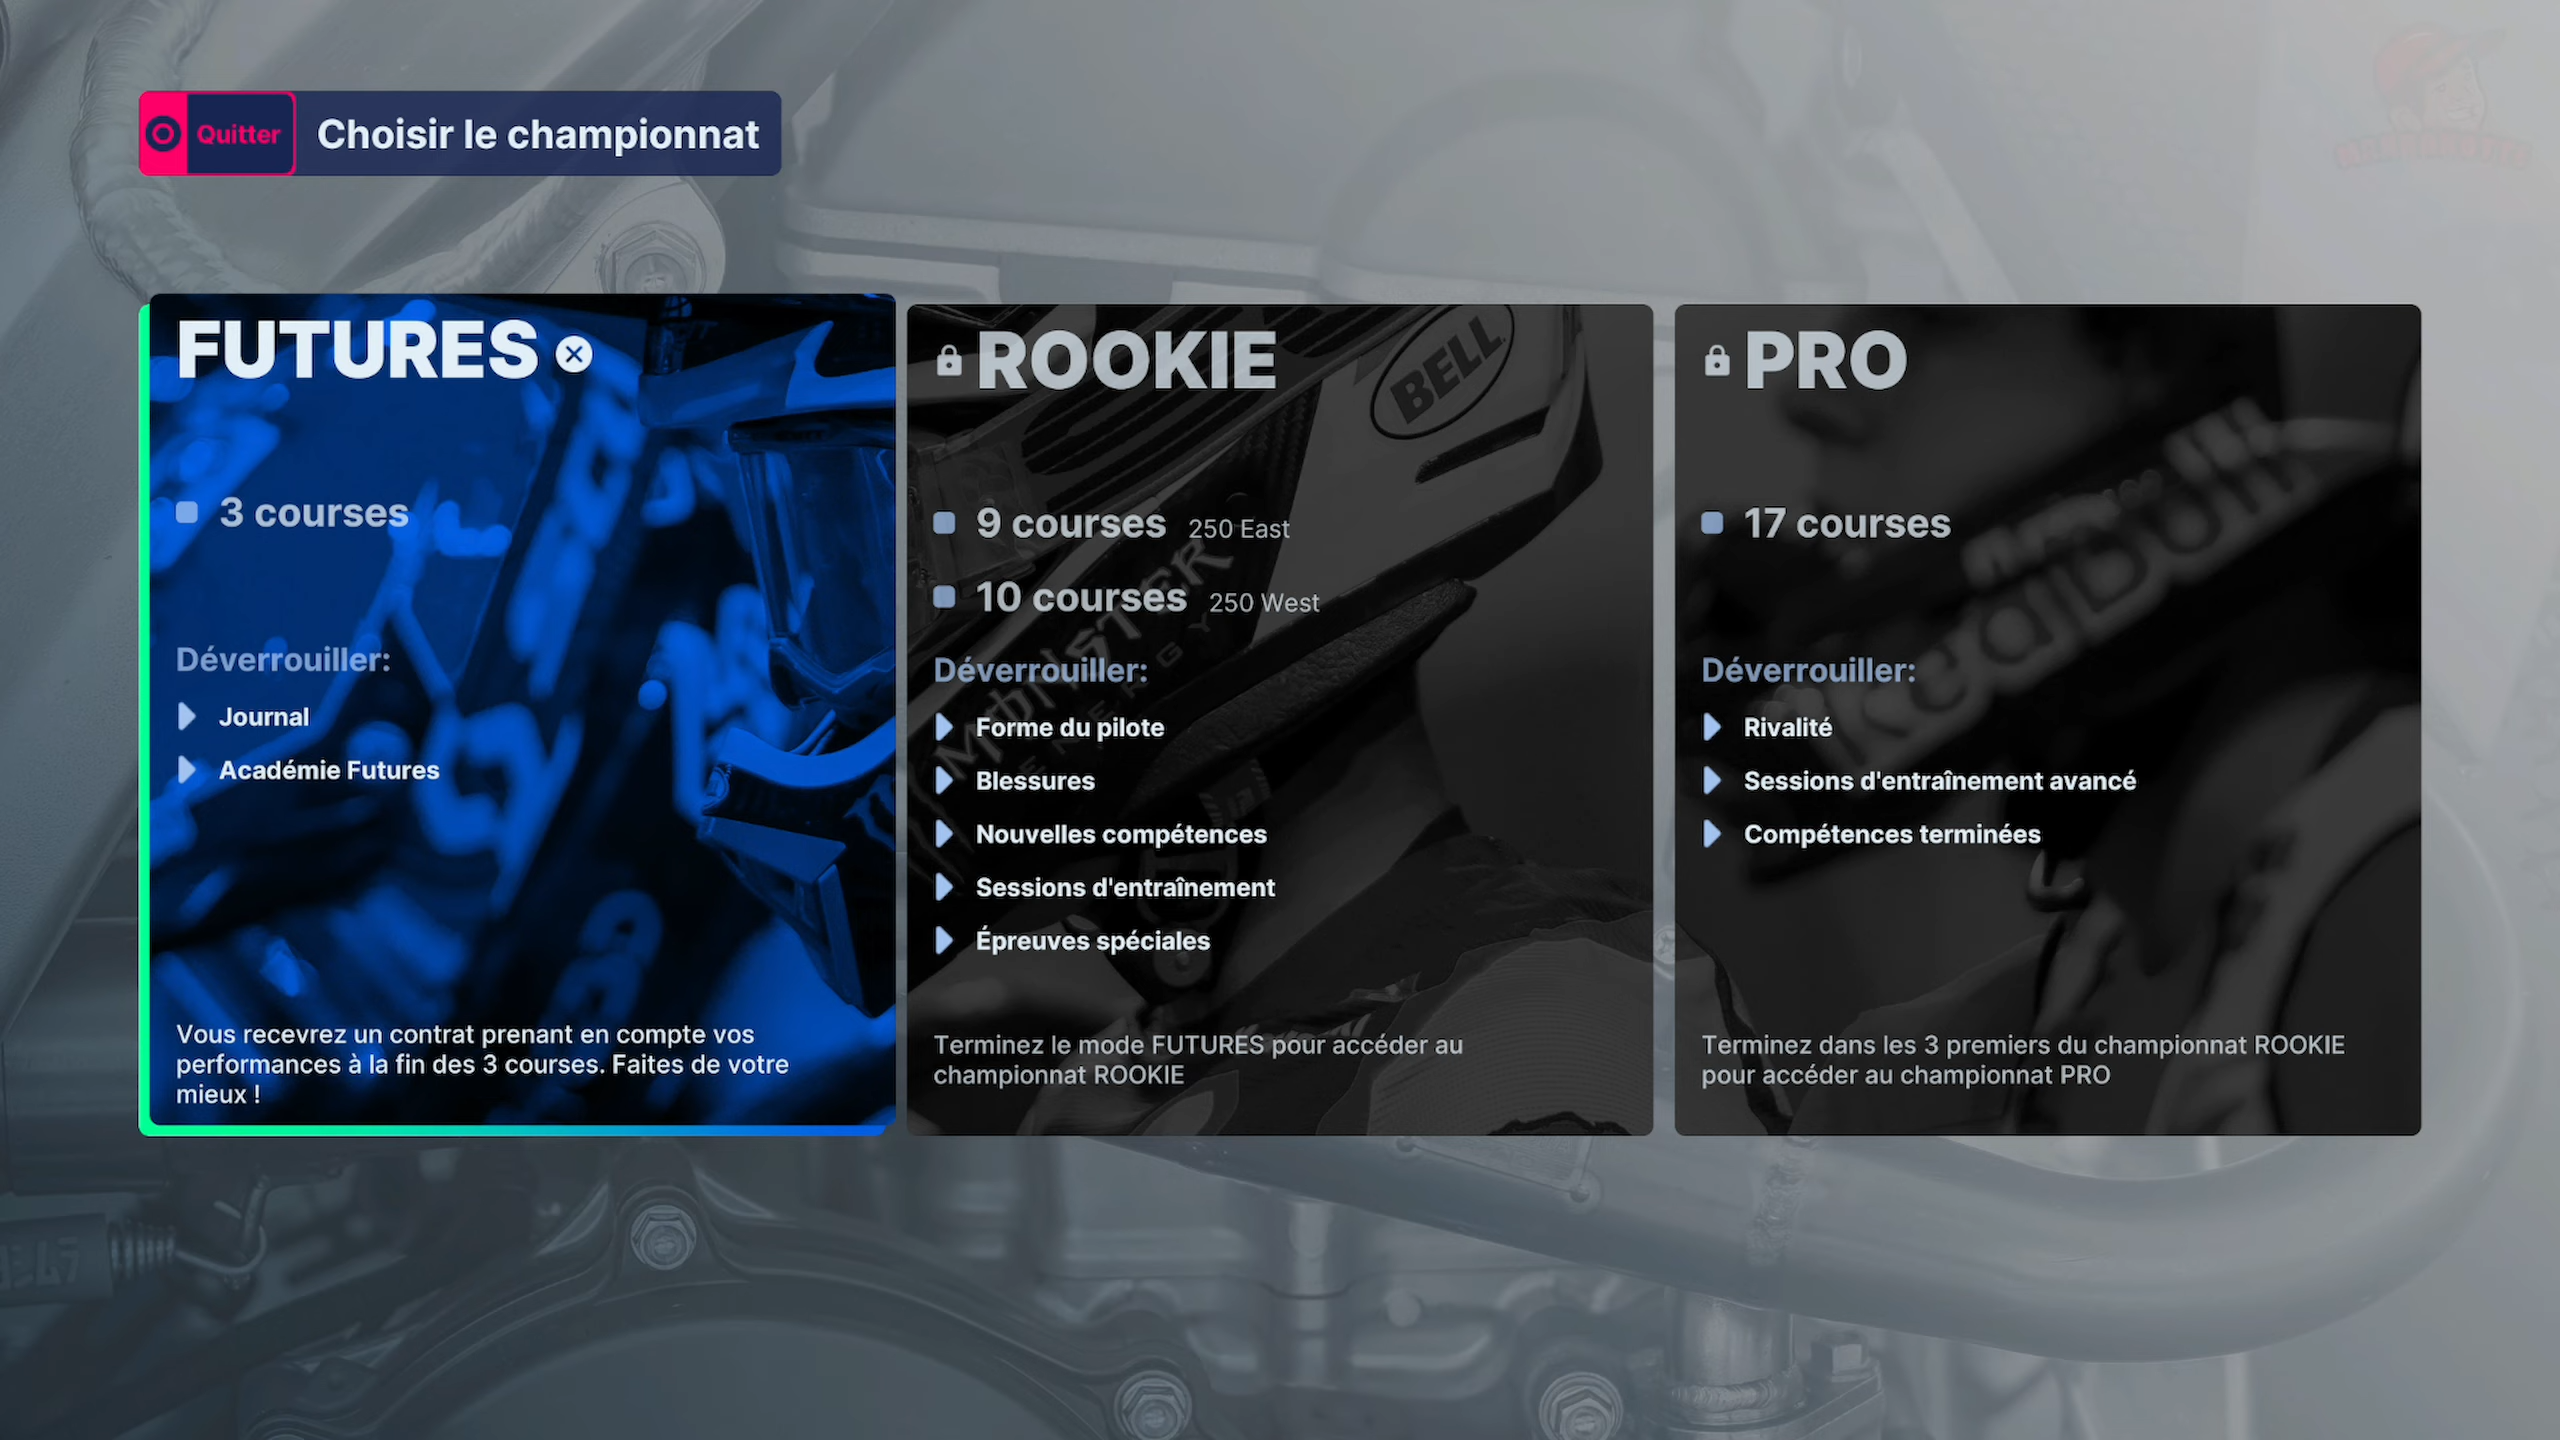 Quitter
Choisir le championnat
FUTURES
3 courses
Déverrouiller:
Journal
Académie Futures
Vous recevrez un contrat prenant en compte vos
performances à la fin des 3 courses. Faites de votre
mieux !
ROOKIE
BELL
9 courses 250 East
10 courses 250 West
MONSTER
ENERGY
Déverrouiller:
Forme du pilote
Blessures
Nouvelles compétences
Sessions d'entraînement
Épreuves spéciales
Terminez le mode FUTURES pour accéder au
championnat ROOKIE
PRO
17 courses
Déverrouiller:
Rivalité
Sessions d'entraînement avancé
Compétences terminées
Terminez dans les 3 premiers du championnat ROOKIE
pour accéder au championnat PRO